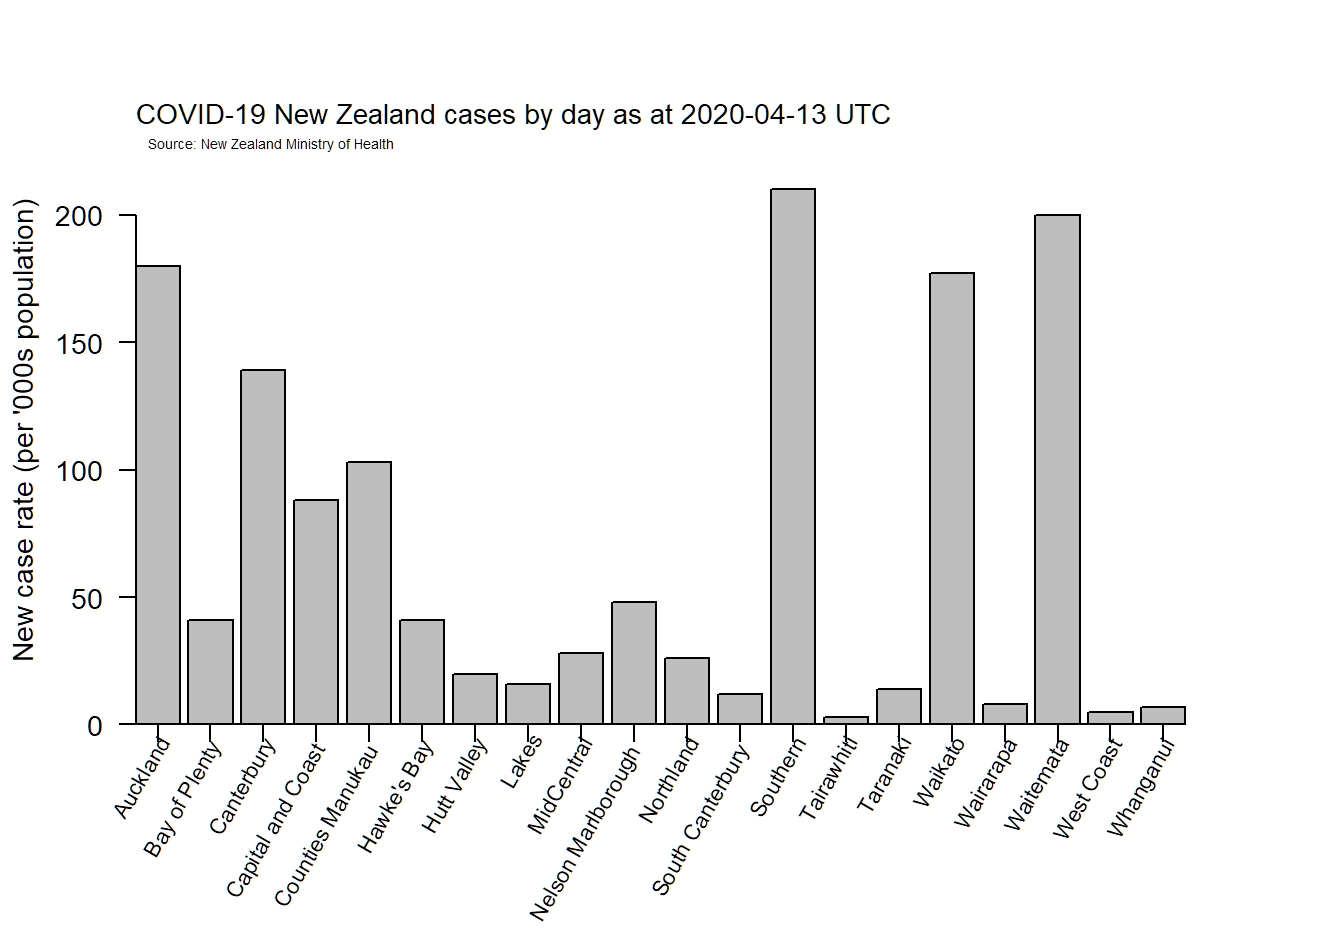 COVID-19 New Zealand cases by day as at 2020-04-13 UTC
Source: New Zealand Ministry of Health
New case rate (per '000s population)
200
150
100
50
0
Auckland
Bay of Plenty
Canterbury
Capital and Coast
Counties Manukau
Hawke's Bay
Hutt Valley
Lakes
MidCentral
Nelson Marlborough
Northland
South Canterbury
Southern
Tairawhiti
Taranaki
Waikato
Wairarapa
Waitemata
West Coast
Whanganui